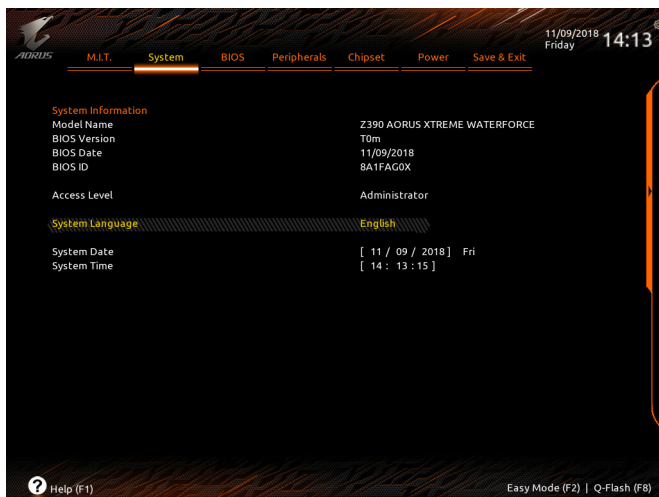 11/09/2018
Friday
14:13
AORUS
M.I.T. System BIOS Peripherals Chipset Power Save & Exit
System Information
Model Name Z390 AORUS XTREME WATERFORCE
BIOS Version T0m
BIOS Date 11/09/2018
BIOS ID 8A1FAG0X
Access Level Administrator
System Language English
System Date [ 11 / 09 / 2018 ] Fri
System Time [ 14 : 13 : 15 ]
? Help (F1) Easy Mode (F2) | Q-Flash (F8)